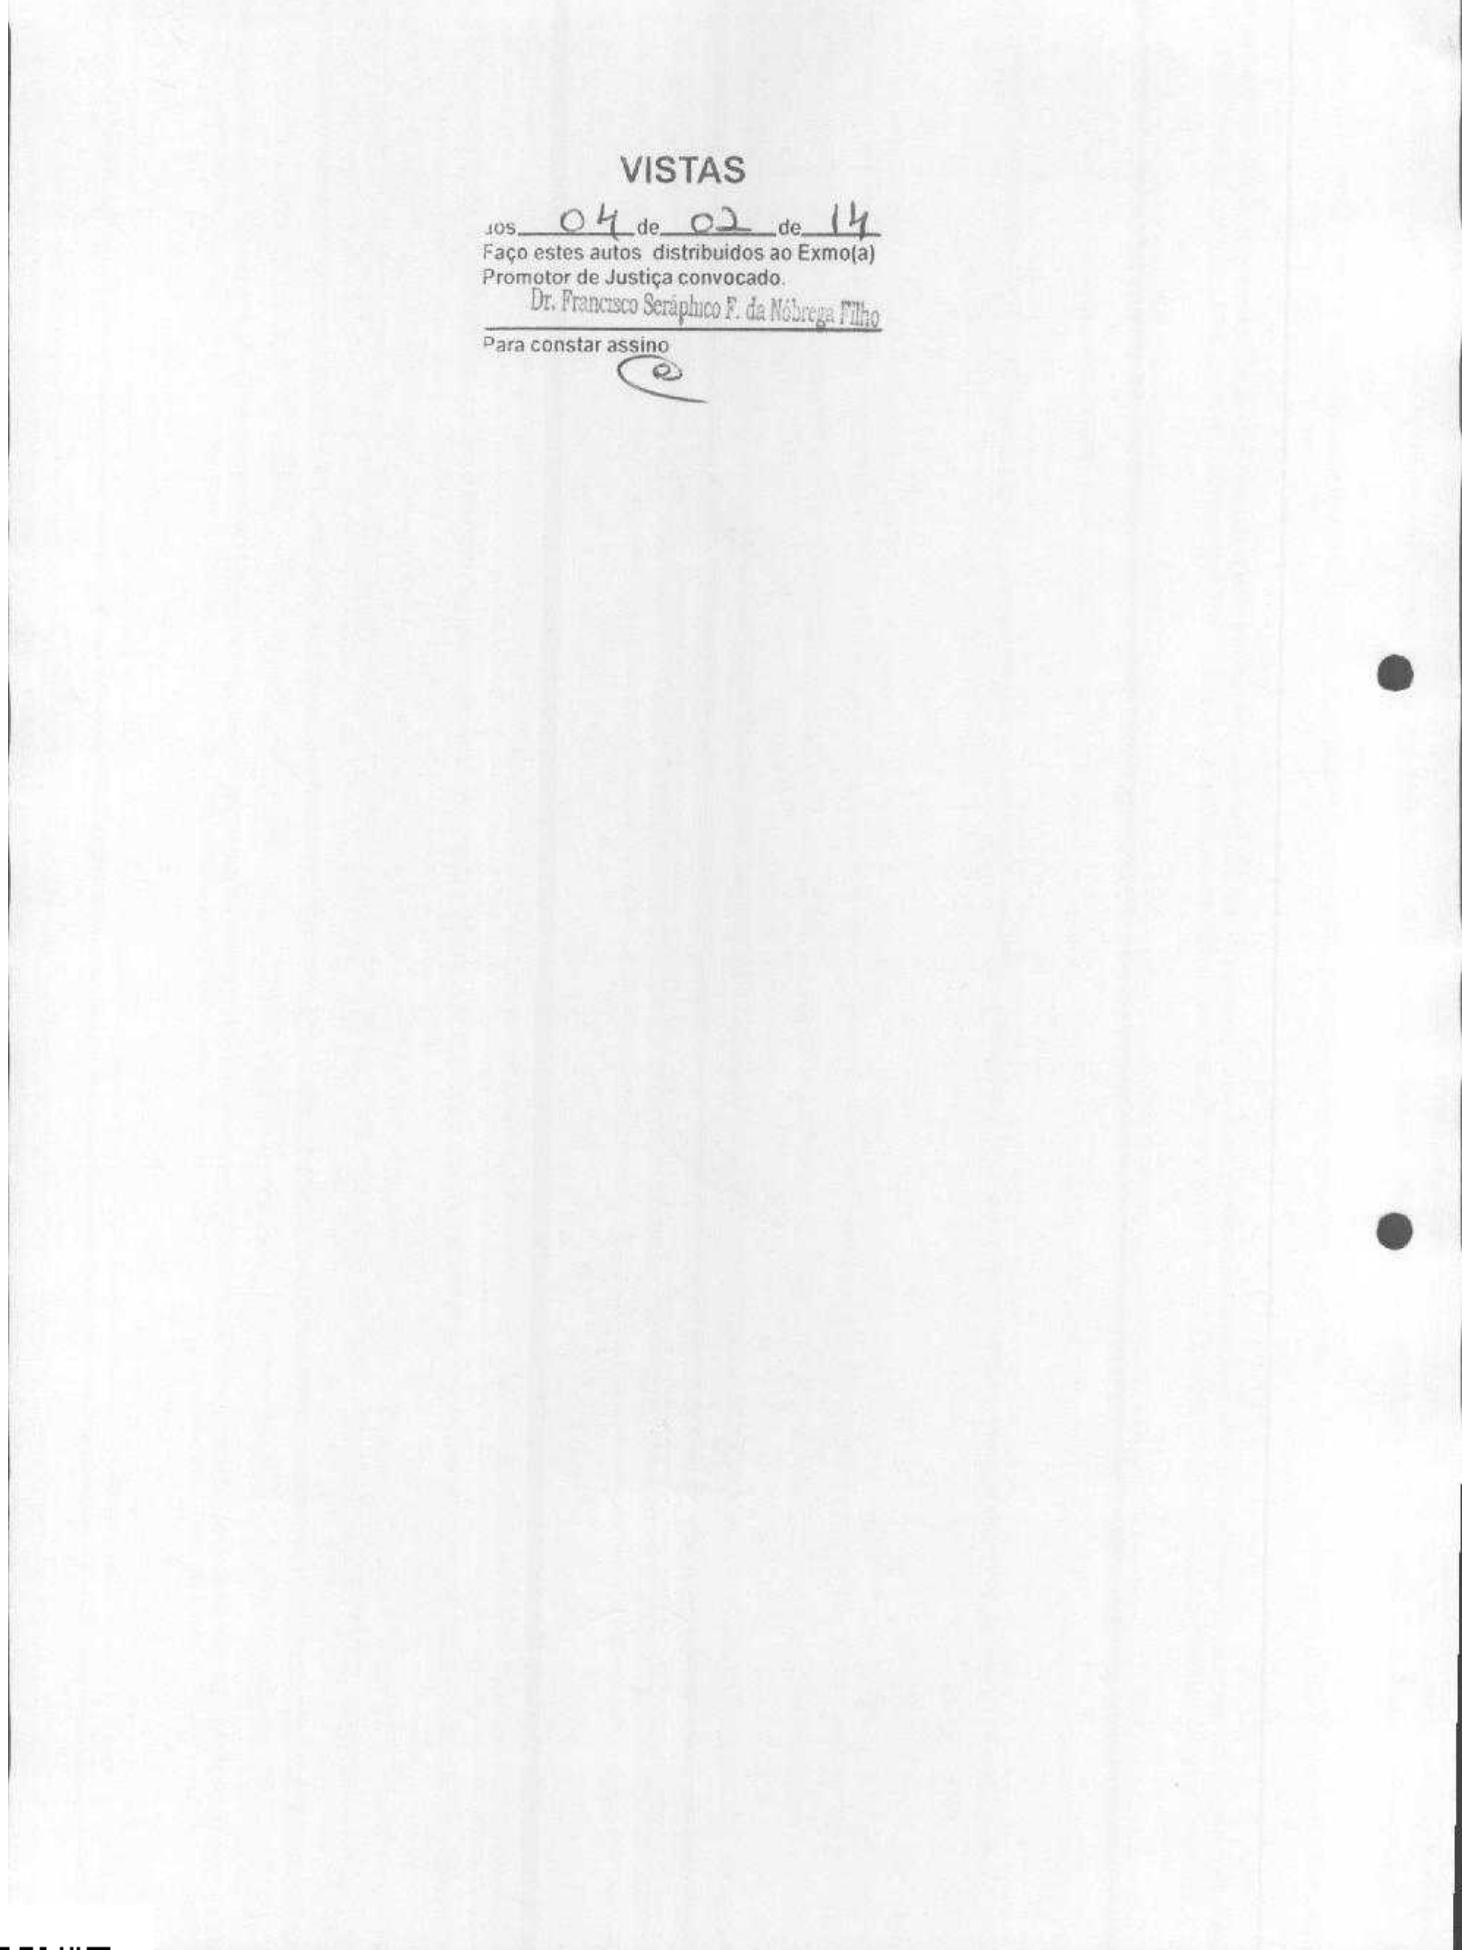 VISTAS
aos 04 de 02 de 14
Faço estes autos distribuidos ao Exmo(a)
Promotor de Justiça convocado.
Dr. Francisco Seráphico F. da Nóbrega Filho
Para constar assino